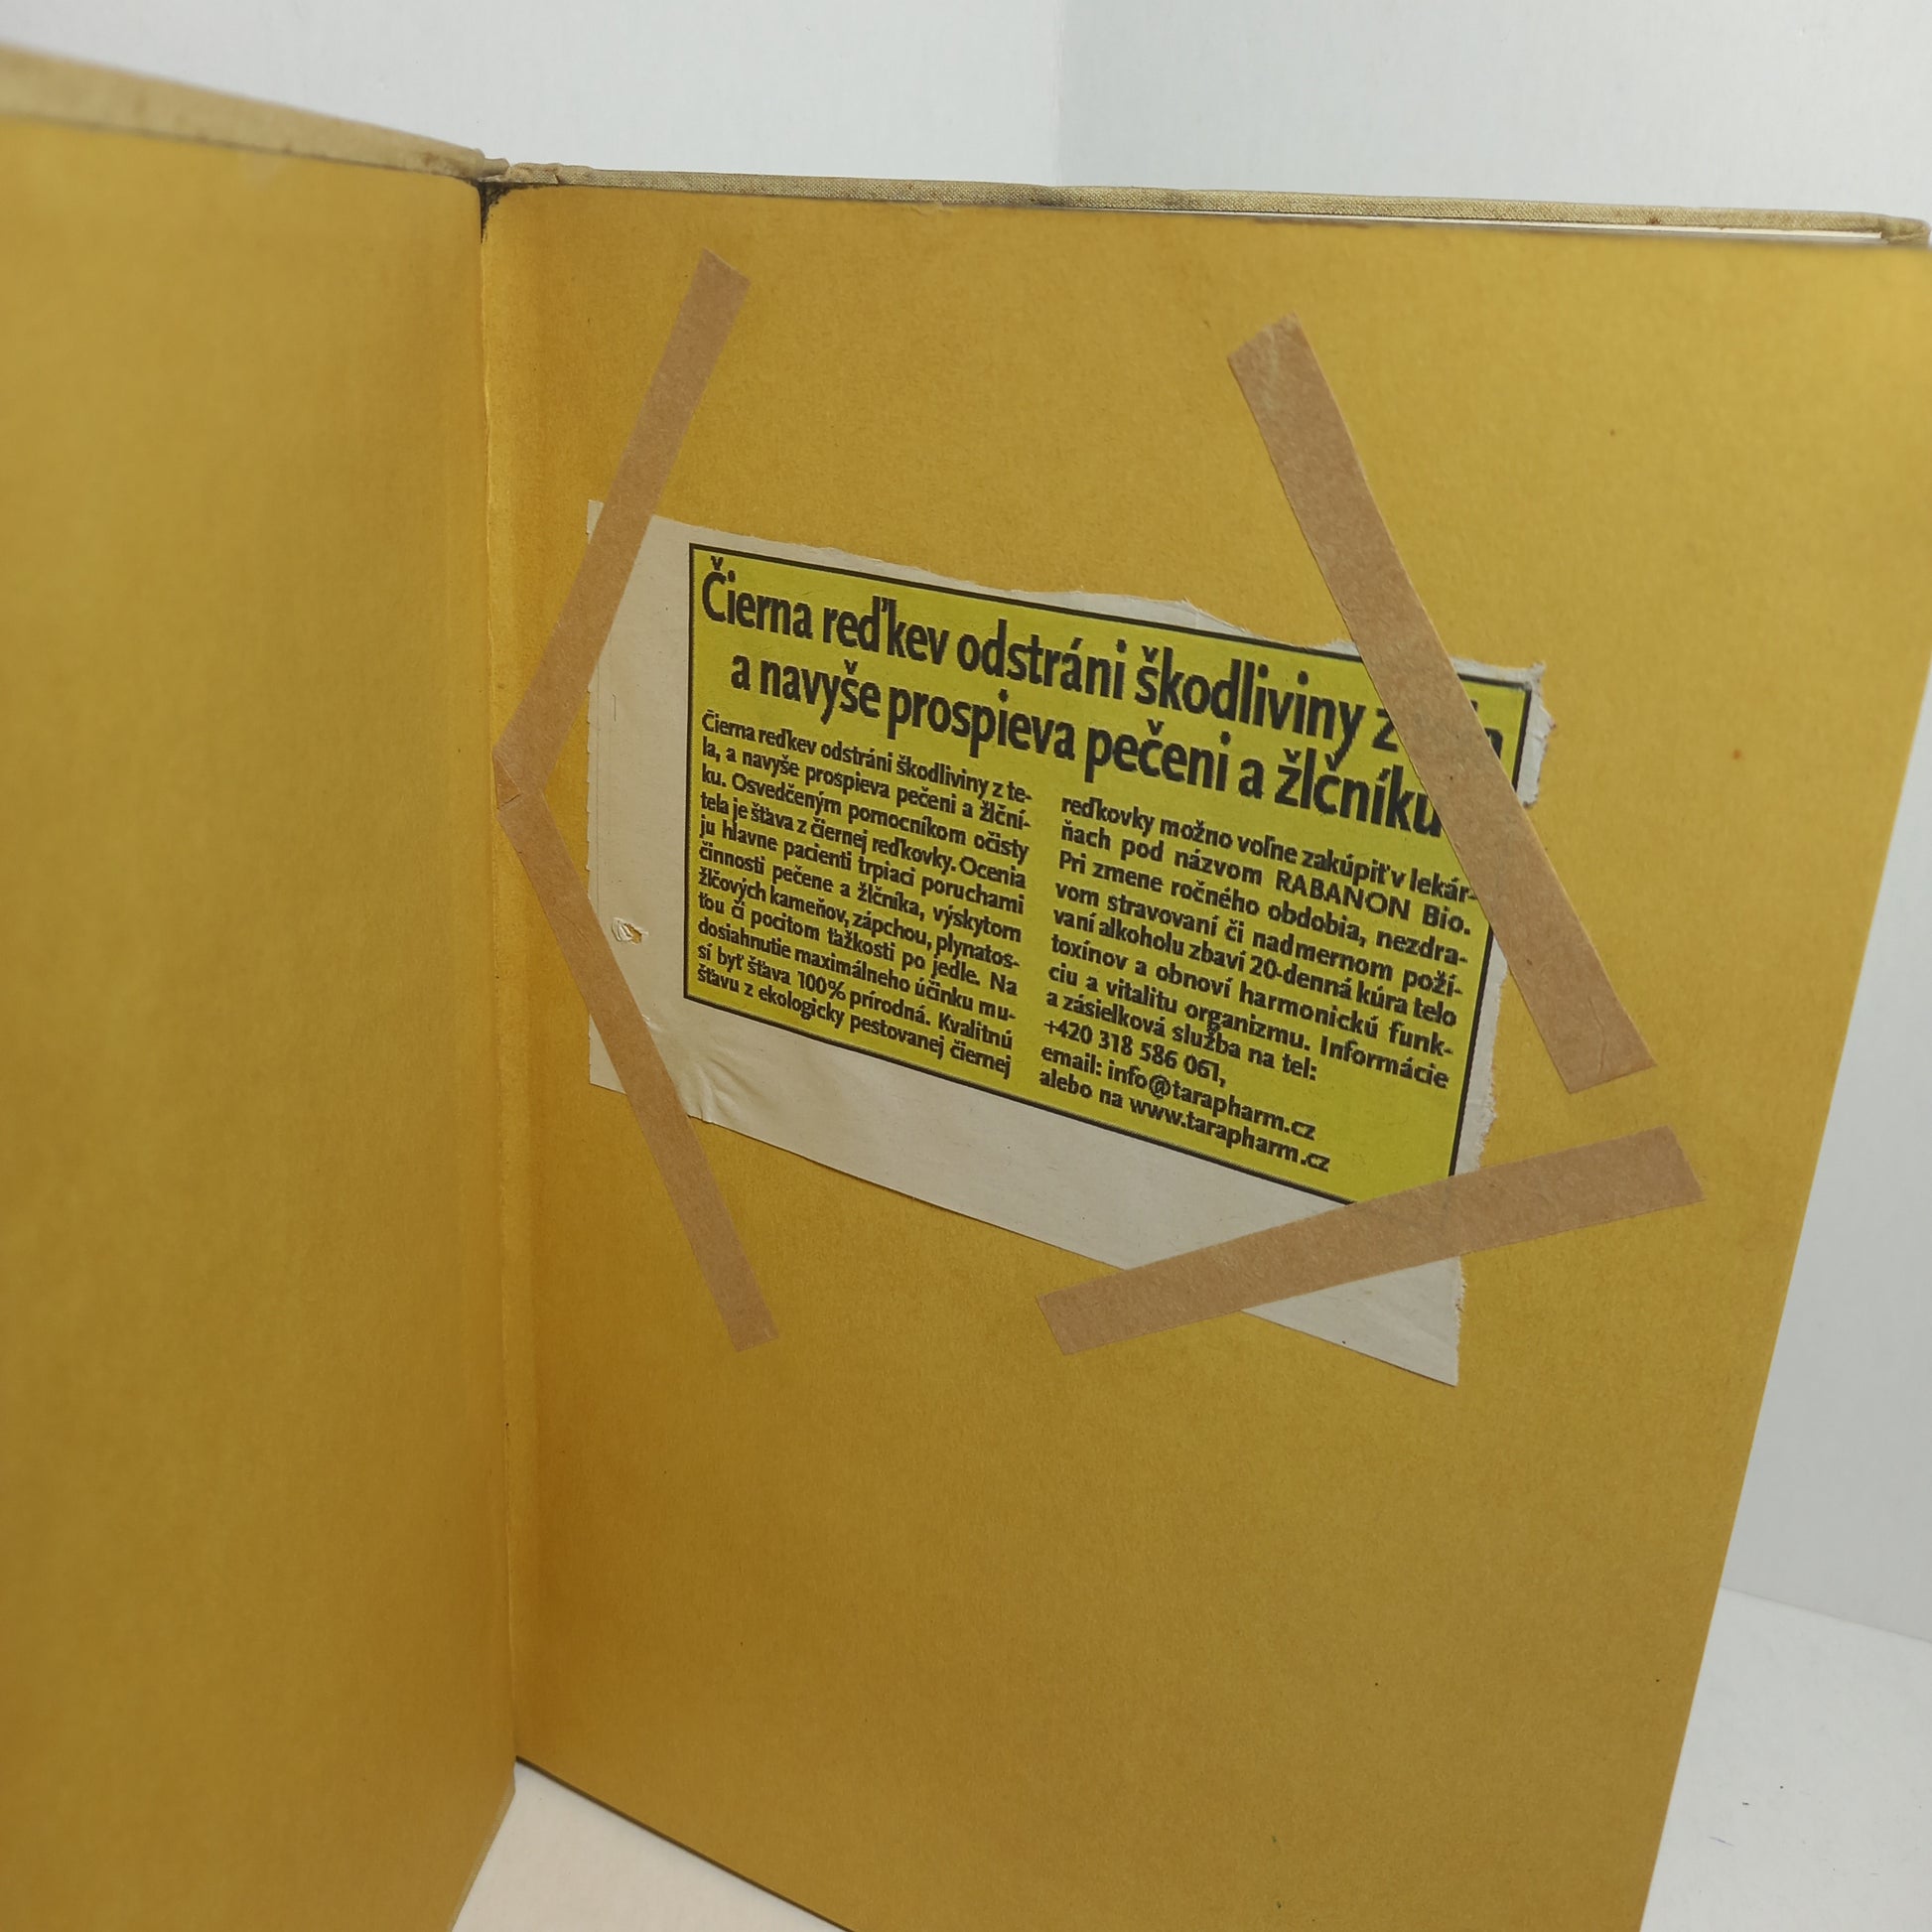 Čierna reďkev odstráni škodliviny z
a navyše prospieva pečeni a žlčníku
Čierna reďkev odstráni škodliviny z te-
la, a navyše prospieva pečeni a žlční-
ku. Osvedčeným pomocníkom očisty
tela je šťava z čiernej reďkovky. Ocenia
ju hlavne pacienti trpiaci poruchami
činnosti pečene a žlčníka, výskytom
žlčových kameňov, zápchou, plynatos-
ťou či pocitom ťažkosti po jedle. Na
dosiahnutie maximálneho účinku mu-
sí byť šťava 100% prírodná. Kvalitnú
šťavu z ekologicky pestovanej čiernej
reďkovky možno voľne zakúpiť v lekár-
ňach pod názvom RABANON Bio.
Pri zmene ročného obdobia, nezdra-
vom stravovaní či nadmernom poží-
vaní alkoholu zbaví 20-denná kúra telo
toxínov a obnoví harmonickú funk-
ciu a vitalitu organizmu. Informácie
a zásielková služba na tel:
+420 318 586 061,
email: info@tarapharm.cz
alebo na www.tarapharm.cz